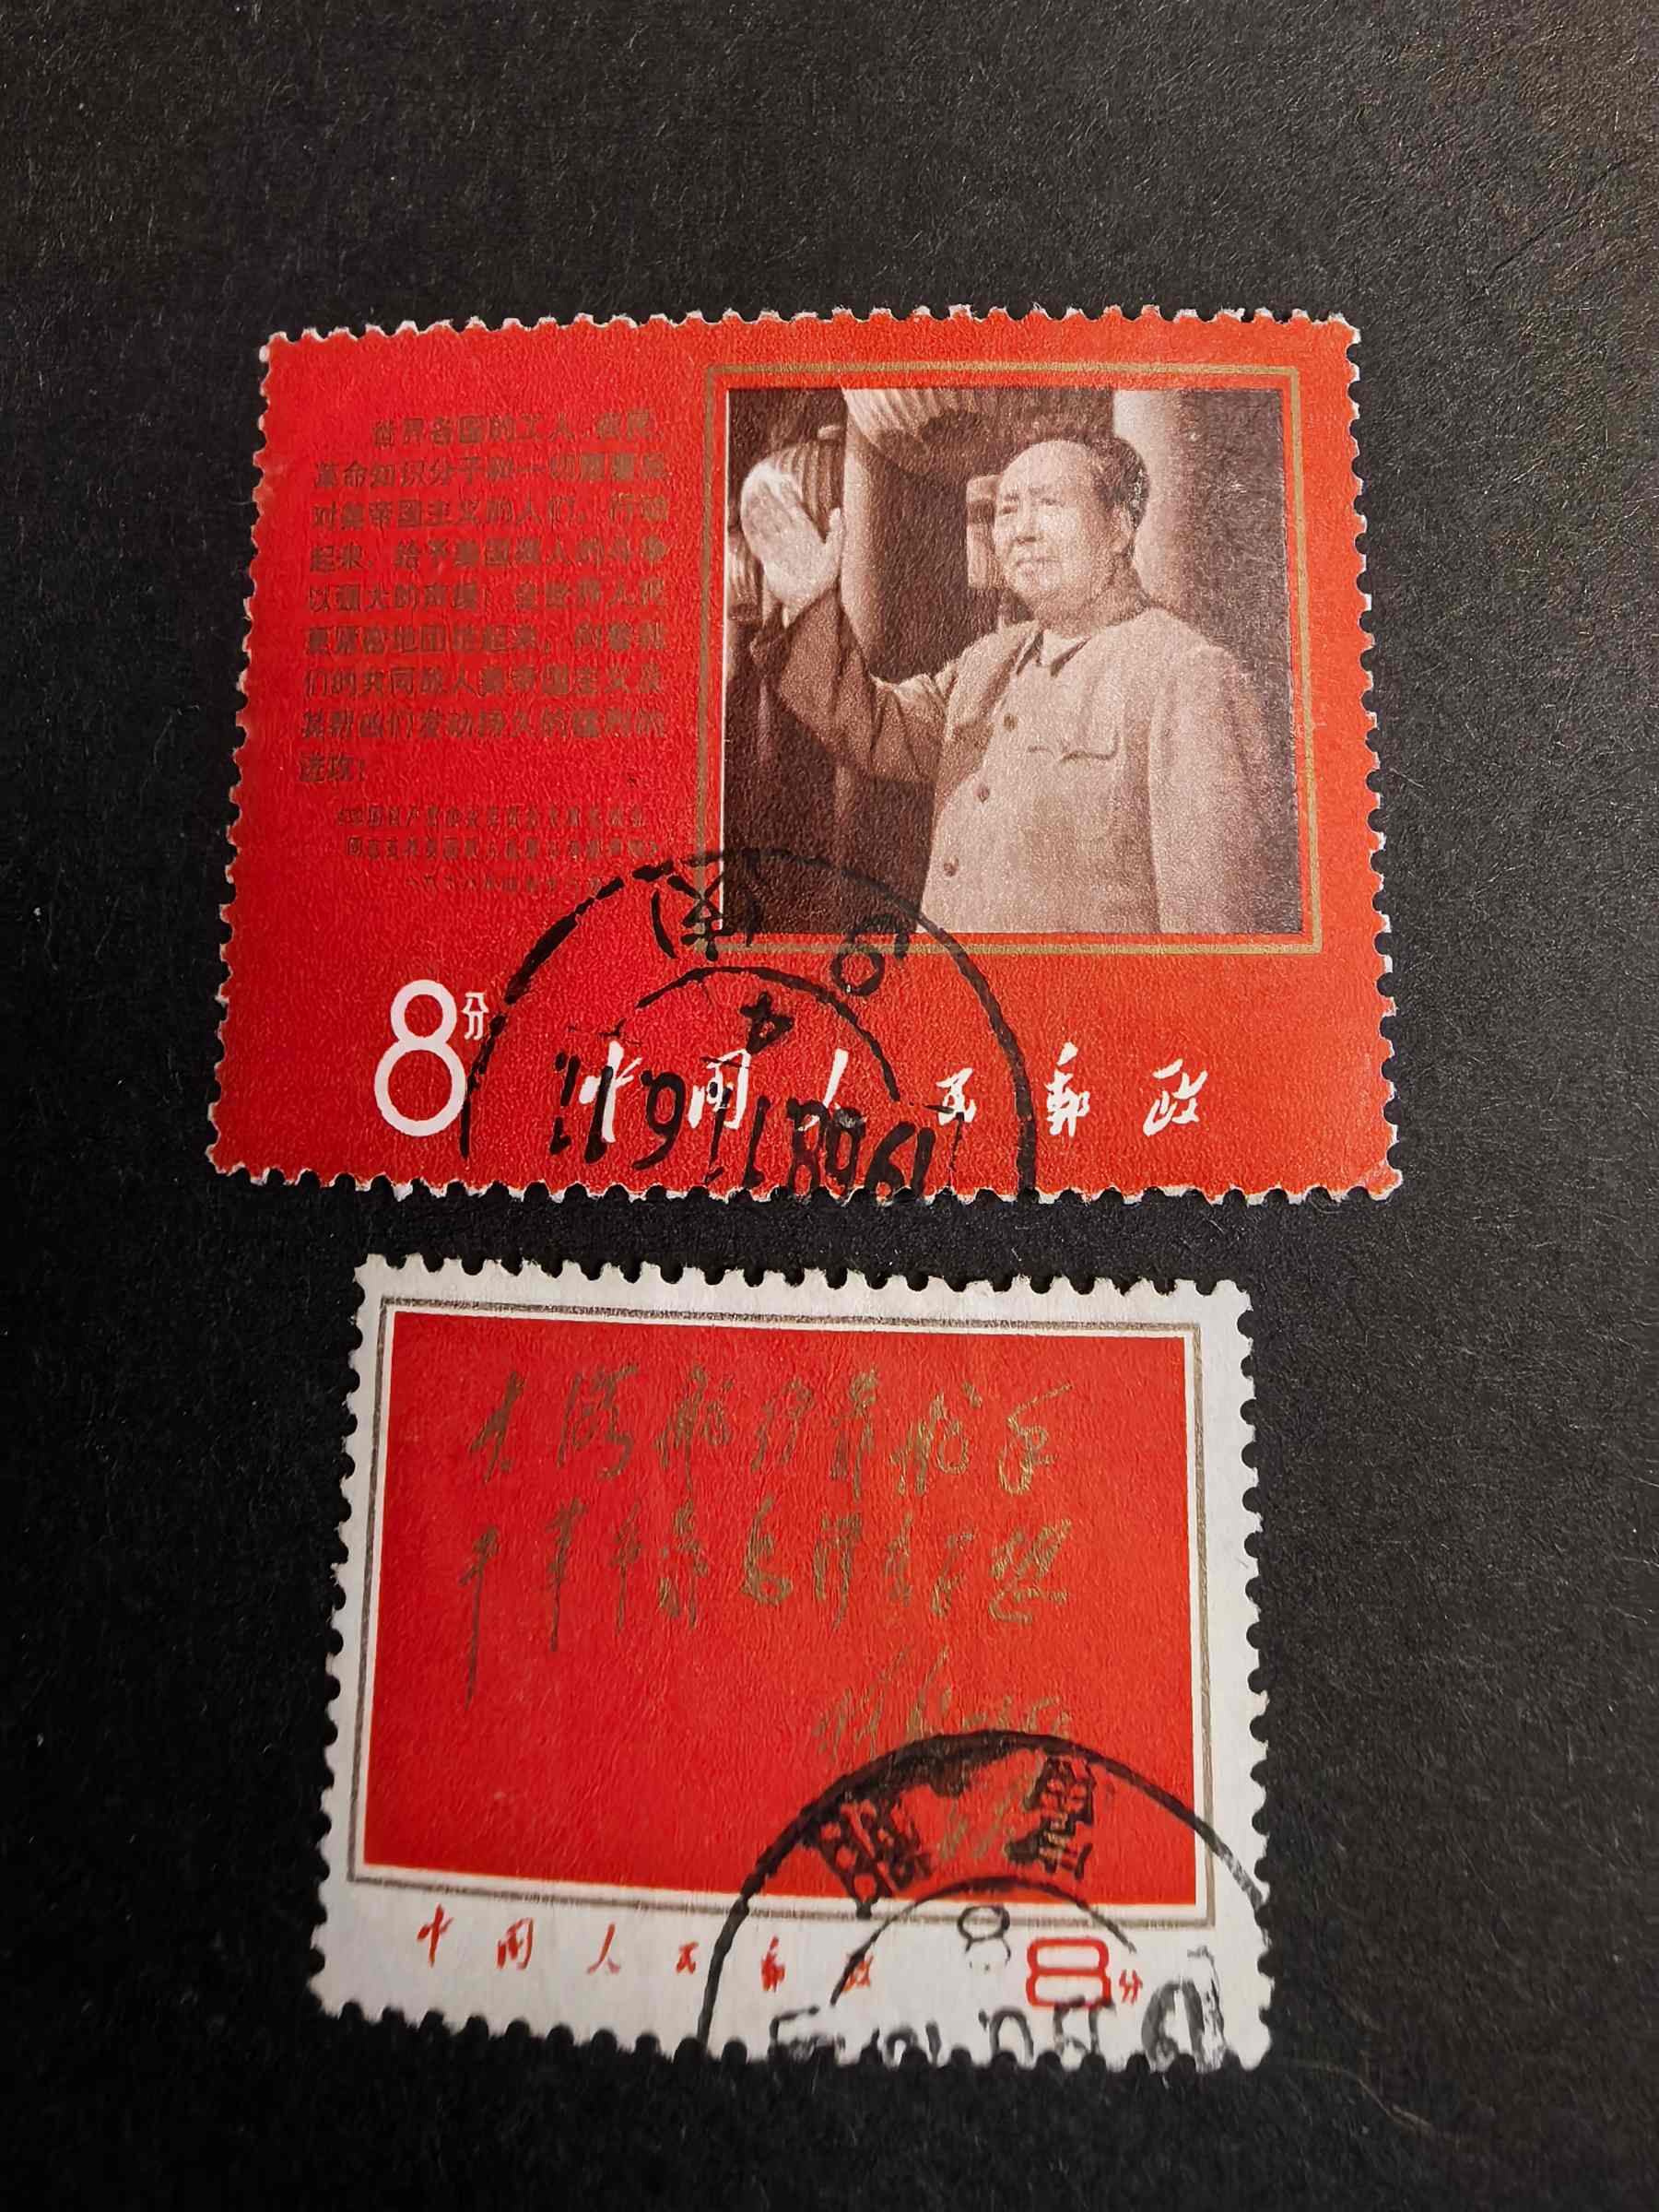 世界各国的工人、农民、
革命知识分子和一切愿意反
对美帝国主义的人们，行动
起来，给予美国黑人的斗争
以强大的声援！全世界人民
更紧密地团结起来，向着我
们的共同敌人美帝国主义及
其帮凶们发动持久的猛烈的
进攻！
8分
中国人民邮政
1968.11.6.11
大海航行靠舵手
干革命靠毛泽东思想
林彪
中国人民邮政
8分